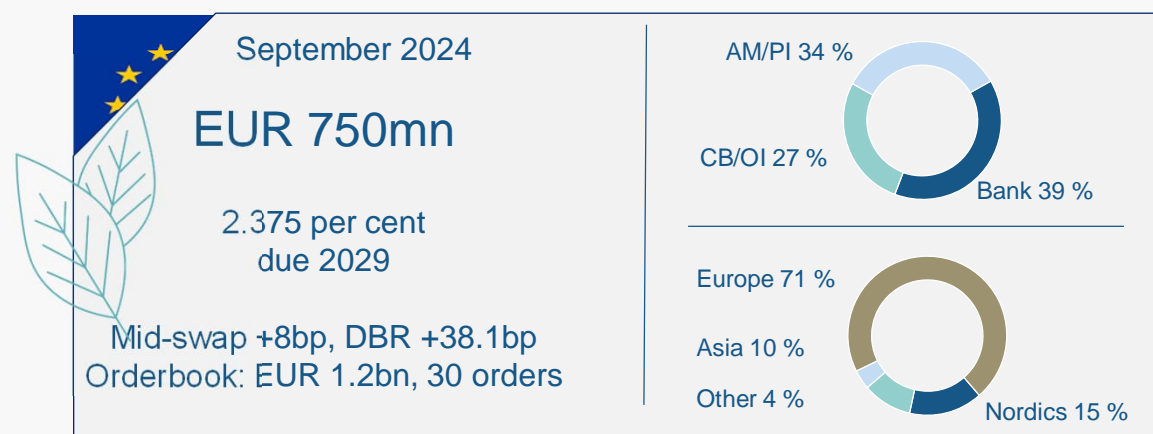 September 2024
EUR 750mn
2.375 per cent
due 2029
Mid-swap +8bp, DBR +38.1bp
Orderbook: EUR 1.2bn, 30 orders
AM/PI 34 %
CB/OI 27 %
Bank 39 %
Europe 71 %
Asia 10 %
Other 4 %
Nordics 15 %